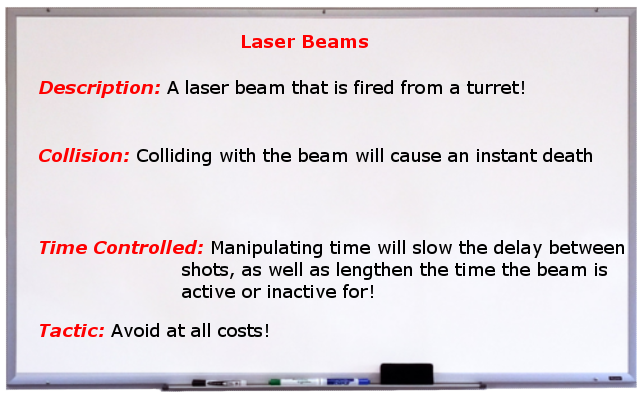 Laser Beams
Description: A laser beam that is fired from a turret!
Collision: Colliding with the beam will cause an instant death
Time Controlled: Manipulating time will slow the delay between
shots, as well as lengthen the time the beam is
active or inactive for!
Tactic: Avoid at all costs!